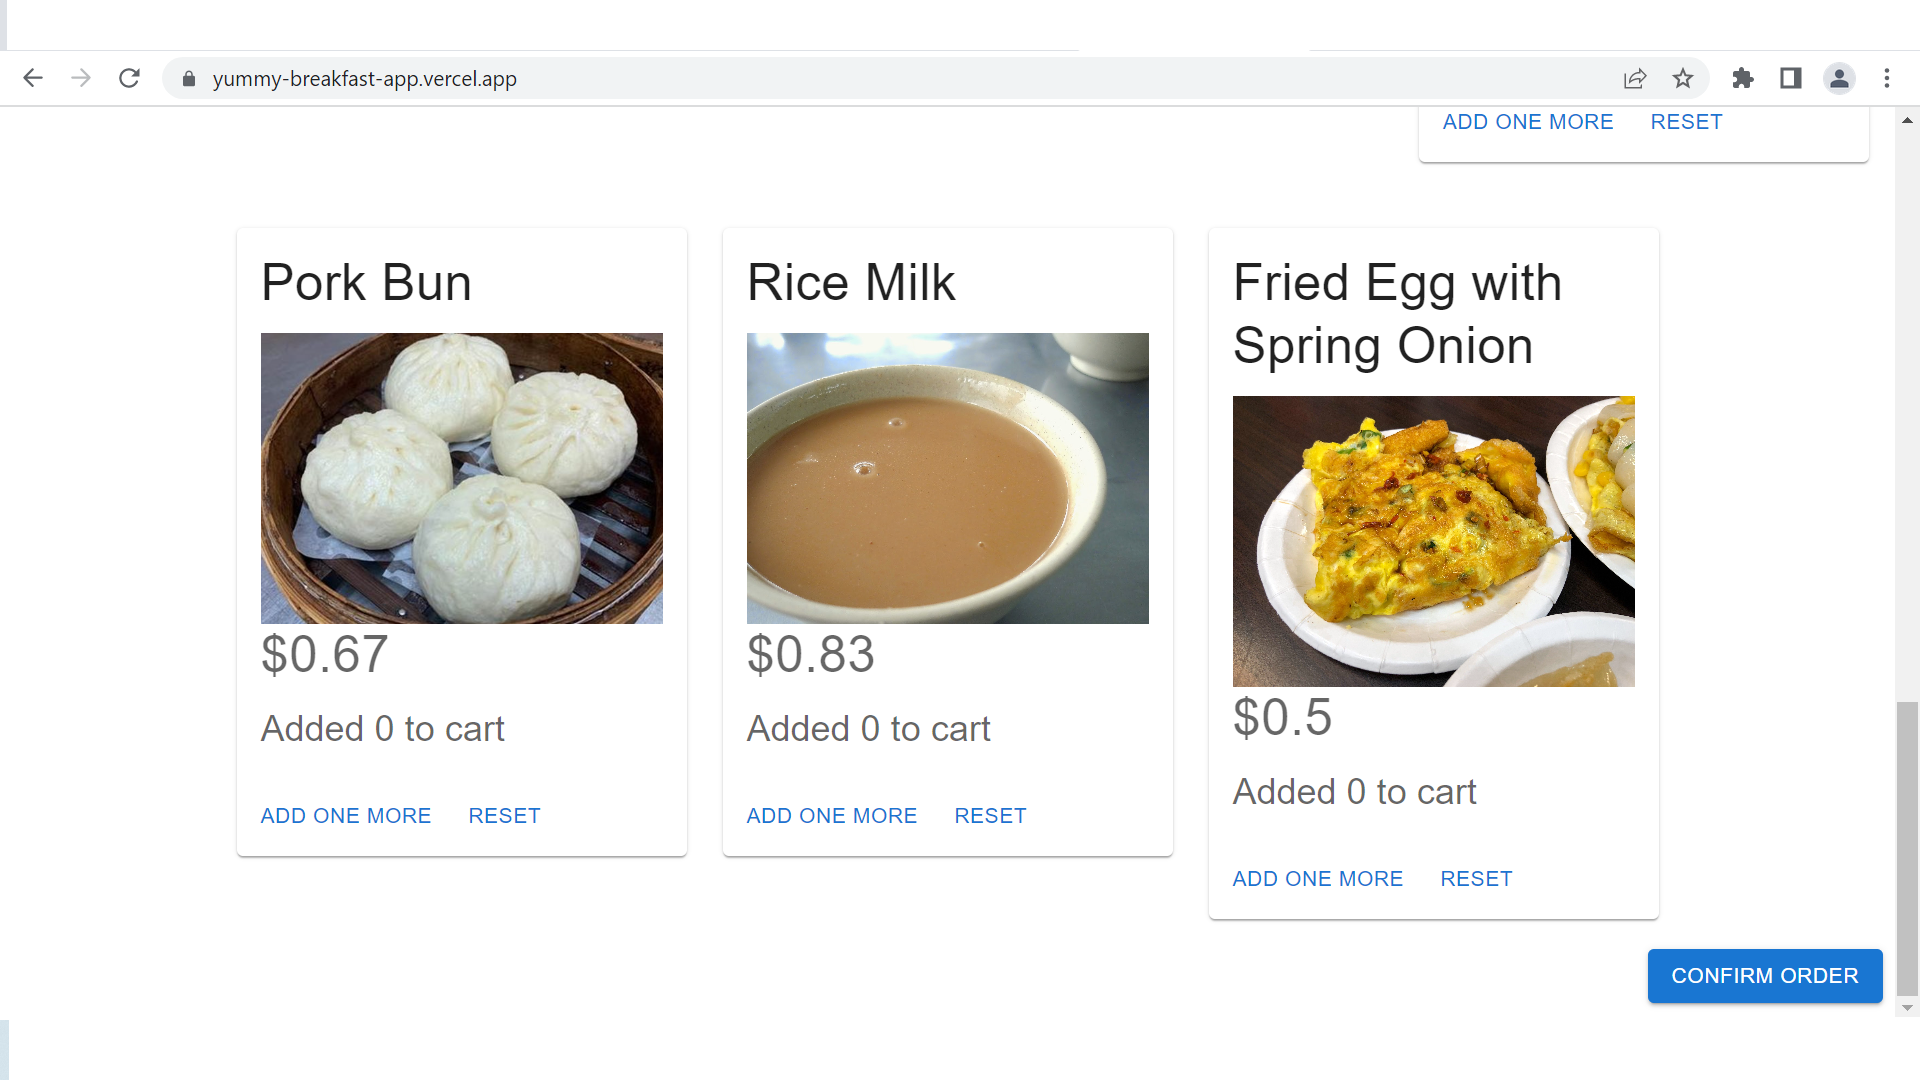 yummy-breakfast-app.vercel.app
ADD ONE MORE RESET
Pork Bun
$0.67
Added 0 to cart
ADD ONE MORE RESET
Rice Milk
$0.83
Added 0 to cart
ADD ONE MORE RESET
Fried Egg with
Spring Onion
$0.5
Added 0 to cart
ADD ONE MORE RESET
CONFIRM ORDER